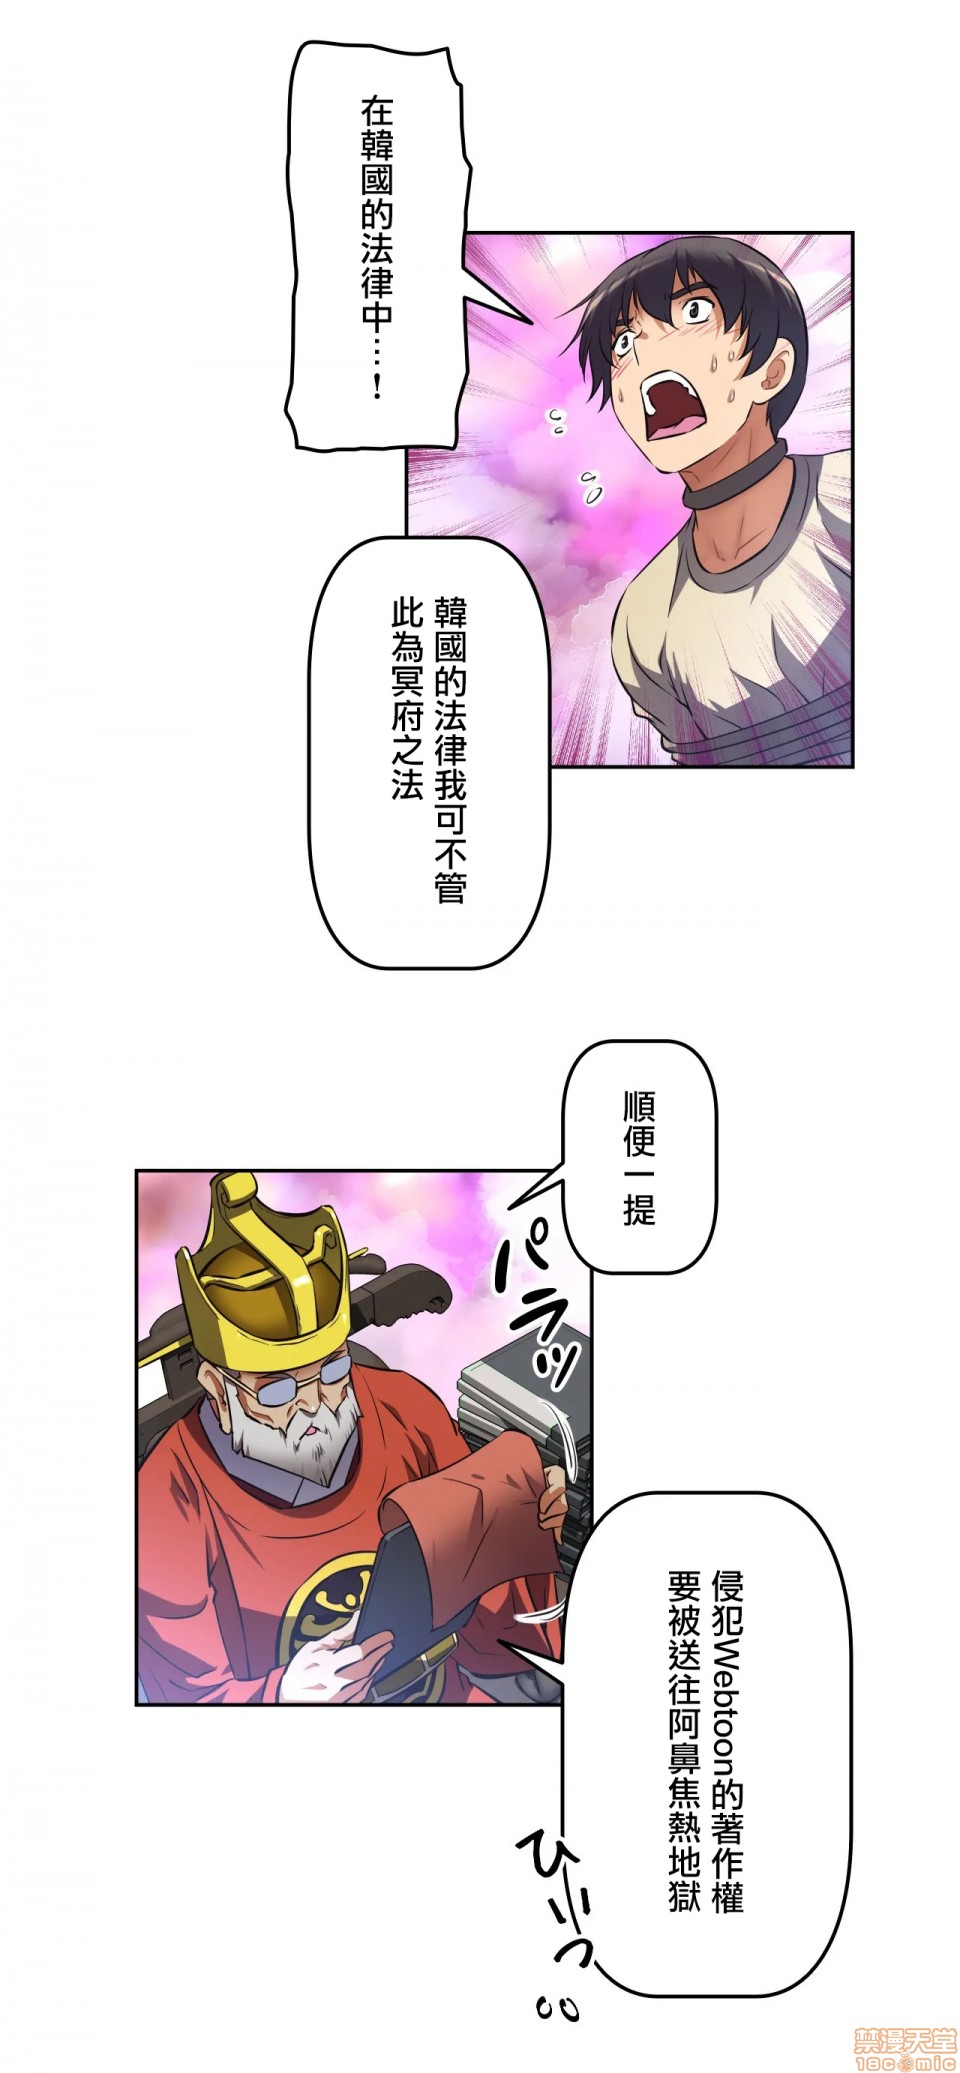 在韓國的法律中…！
韓國的法律我可不管
此為冥府之法
順便一提
パラッ
侵犯Webtoon的著作權
要被送往阿鼻焦熱地獄
ひーっ
禁漫天堂
18comic